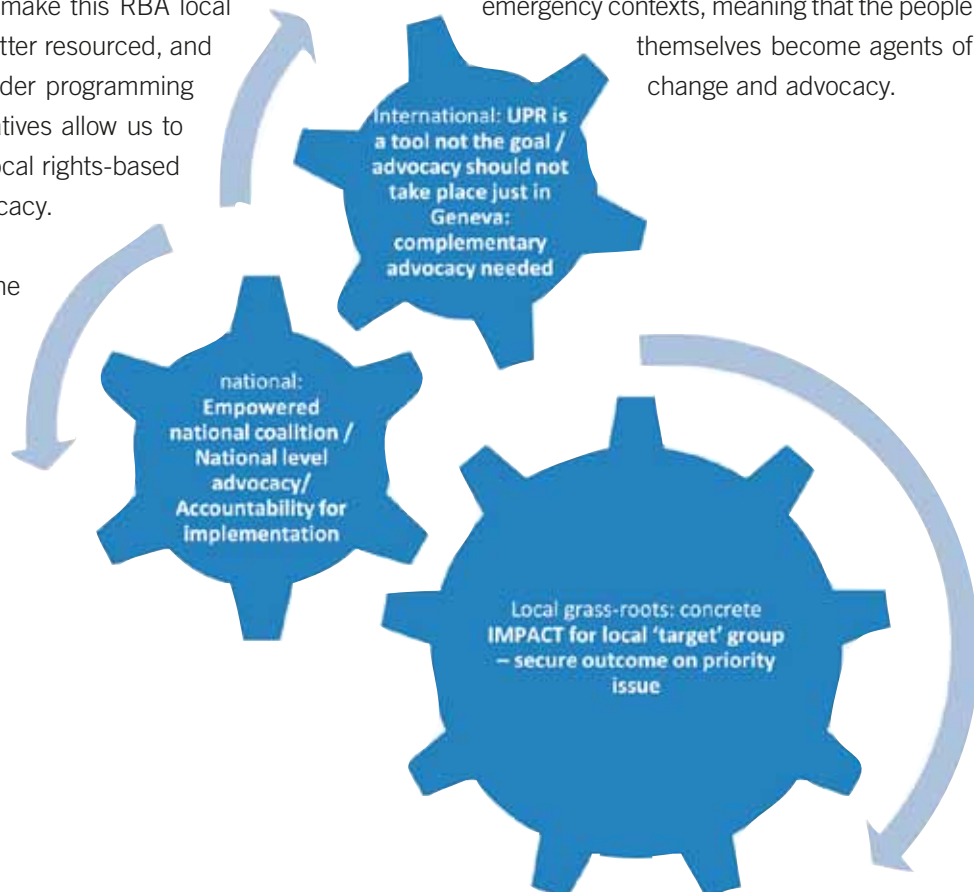 make this RBA local
tter resourced, and
der programming
atives allow us to
ocal rights-based
cacy.
ne
emergency contexts, meaning that the people
themselves become agents of
change and advocacy.
International: UPR is
a tool not the goal /
advocacy should not
take place just in
Geneva:
complementary
advocacy needed
national:
Empowered
national coalition /
National level
advocacy/
Accountability for
implementation
Local grass-roots: concrete
IMPACT for local ‘target’ group
– secure outcome on priority
issue